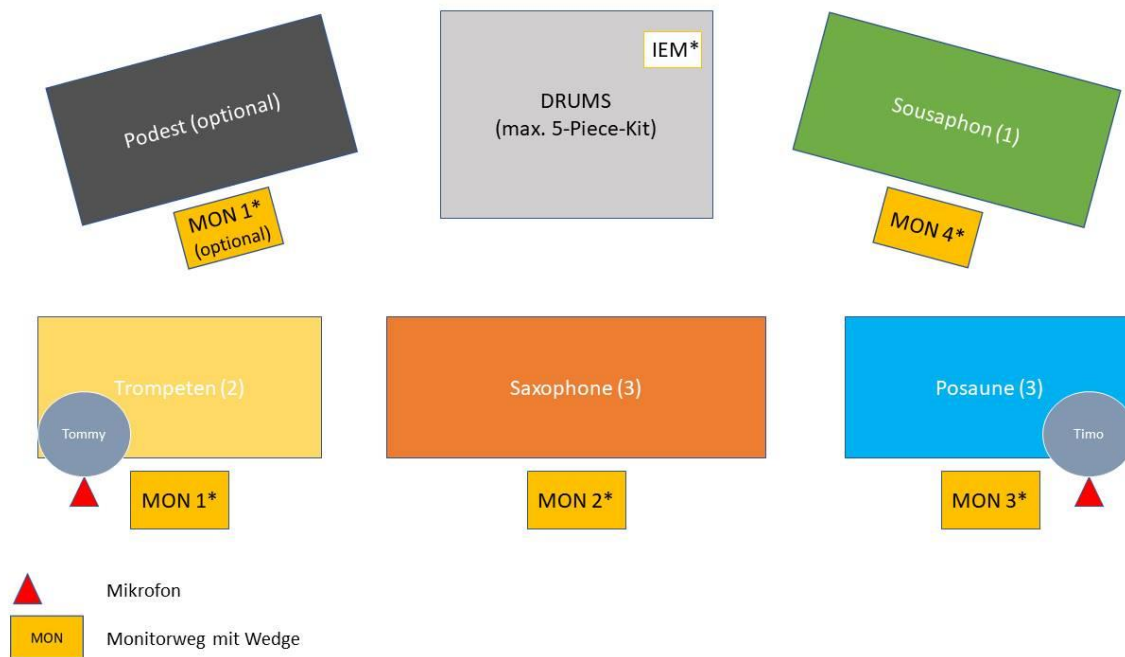 Podest (optional)
MON 1*
(optional)
IEM*
DRUMS
(max. 5-Piece-Kit)
Sousaphon (1)
MON 4*
Trompeten (2)
Tommy
MON 1*
Saxophone (3)
MON 2*
Posaune (3)
Timo
MON 3*
Mikrofon
MON
Monitorweg mit Wedge